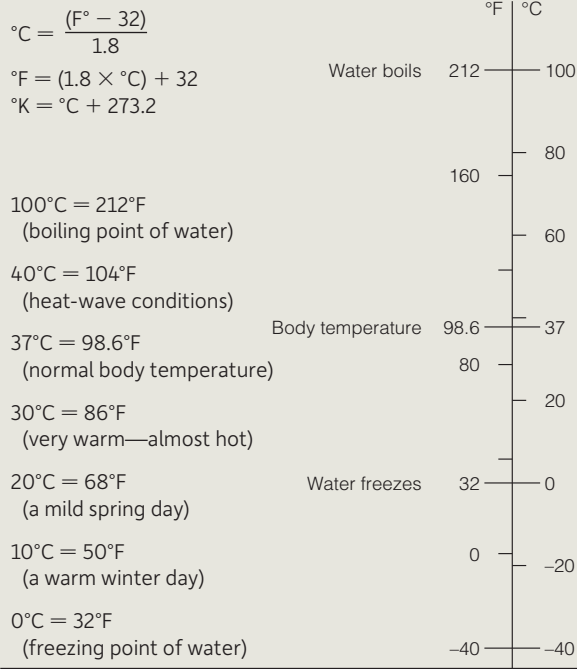 °C = (F° − 32)
1.8
°F = (1.8 × °C) + 32
°K = °C + 273.2
100°C = 212°F
(boiling point of water)
40°C = 104°F
(heat-wave conditions)
37°C = 98.6°F
(normal body temperature)
30°C = 86°F
(very warm—almost hot)
20°C = 68°F
(a mild spring day)
10°C = 50°F
(a warm winter day)
0°C = 32°F
(freezing point of water)
°F °C
Water boils 212 100
80
160
60
Body temperature 98.6 37
80
20
Water freezes 32 0
0
–20
–40 –40